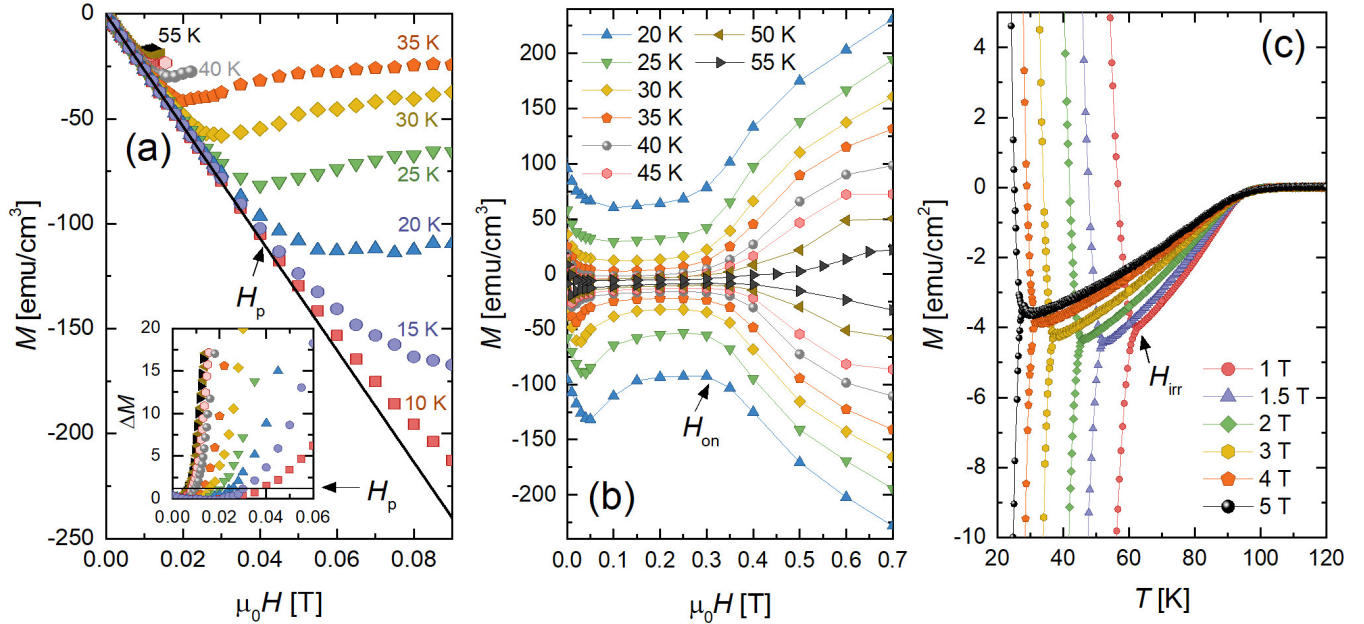 (a)
0
-50
-100
-150
-200
-250
M [emu/cm³]
0.00
0.02
0.04
0.06
0.08
μ₀H [T]
55 K
40 K
35 K
30 K
25 K
20 K
15 K
10 K
Hp
20
15
10
5
0
ΔM
0.00
0.02
0.04
0.06
Hp
(b)
200
150
100
50
0
-50
-100
-150
-200
M [emu/cm³]
0.0
0.1
0.2
0.3
0.4
0.5
0.6
0.7
μ₀H [T]
20 K
25 K
30 K
35 K
40 K
45 K
50 K
55 K
Hon
(c)
4
2
0
-2
-4
-6
-8
-10
M [emu/cm²]
20
40
60
80
100
120
T [K]
Hirr
1 T
1.5 T
2 T
3 T
4 T
5 T